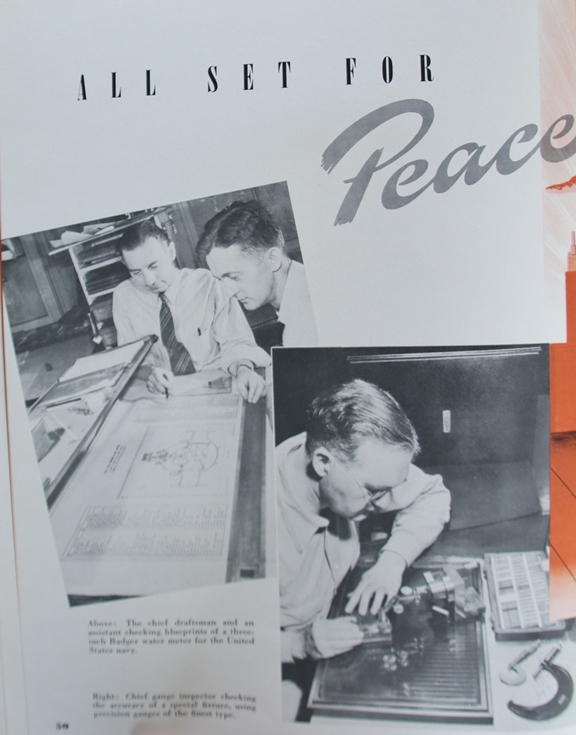 ALL SET FOR
Peace
Above: The chief draftsman and an
assistant checking blueprints of a three-
inch Badger water meter for the United
States navy.
Right: Chief gauge inspector checking
the accuracy of a special fixture, using
precision gauges of the finest type.
50